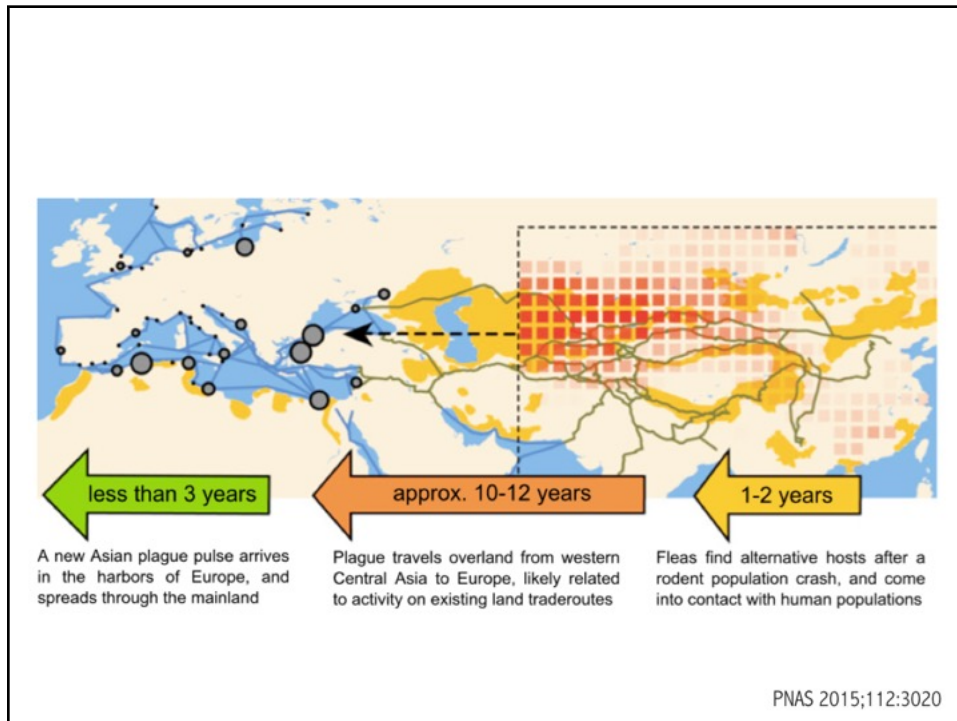 less than 3 years
approx. 10-12 years
1-2 years
A new Asian plague pulse arrives
in the harbors of Europe, and
spreads through the mainland
Plague travels overland from western
Central Asia to Europe, likely related
to activity on existing land traderoutes
Fleas find alternative hosts after a
rodent population crash, and come
into contact with human populations
PNAS 2015;112:3020